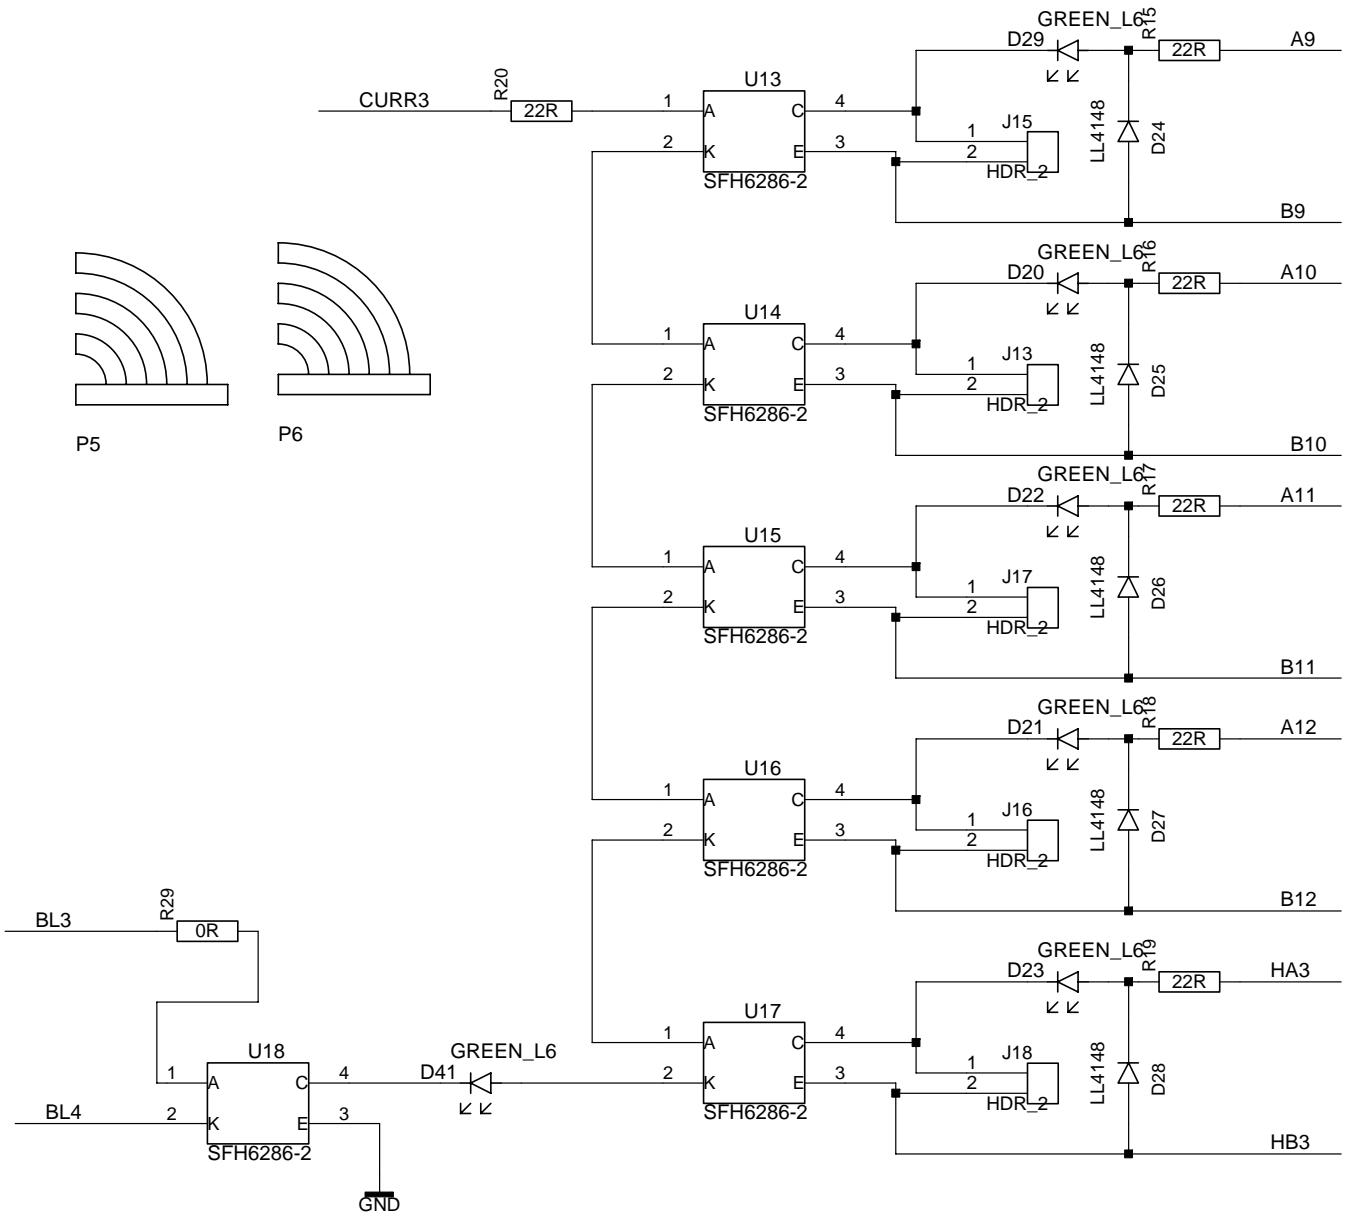 GREEN_L6
R15
D29
22R
A9
R20
CURR3
22R
U13
1 A C 4
2 K E 3
SFH6286-2
J15
1
2
HDR_2
LL4148
D24
B9
GREEN_L6
R16
D20
22R
A10
U14
1 A C 4
2 K E 3
SFH6286-2
J13
1
2
HDR_2
LL4148
D25
B10
P5
P6
GREEN_L6
R17
D22
22R
A11
U15
1 A C 4
2 K E 3
SFH6286-2
J17
1
2
HDR_2
LL4148
D26
B11
GREEN_L6
R18
D21
22R
A12
U16
1 A C 4
2 K E 3
SFH6286-2
J16
1
2
HDR_2
LL4148
D27
B12
BL3
R29
0R
GREEN_L6
R19
D23
22R
HA3
U17
1 A C 4
2 K E 3
SFH6286-2
J18
1
2
HDR_2
LL4148
D28
HB3
U18
1 A C 4
BL4
2 K E 3
SFH6286-2
D41
GREEN_L6
GND